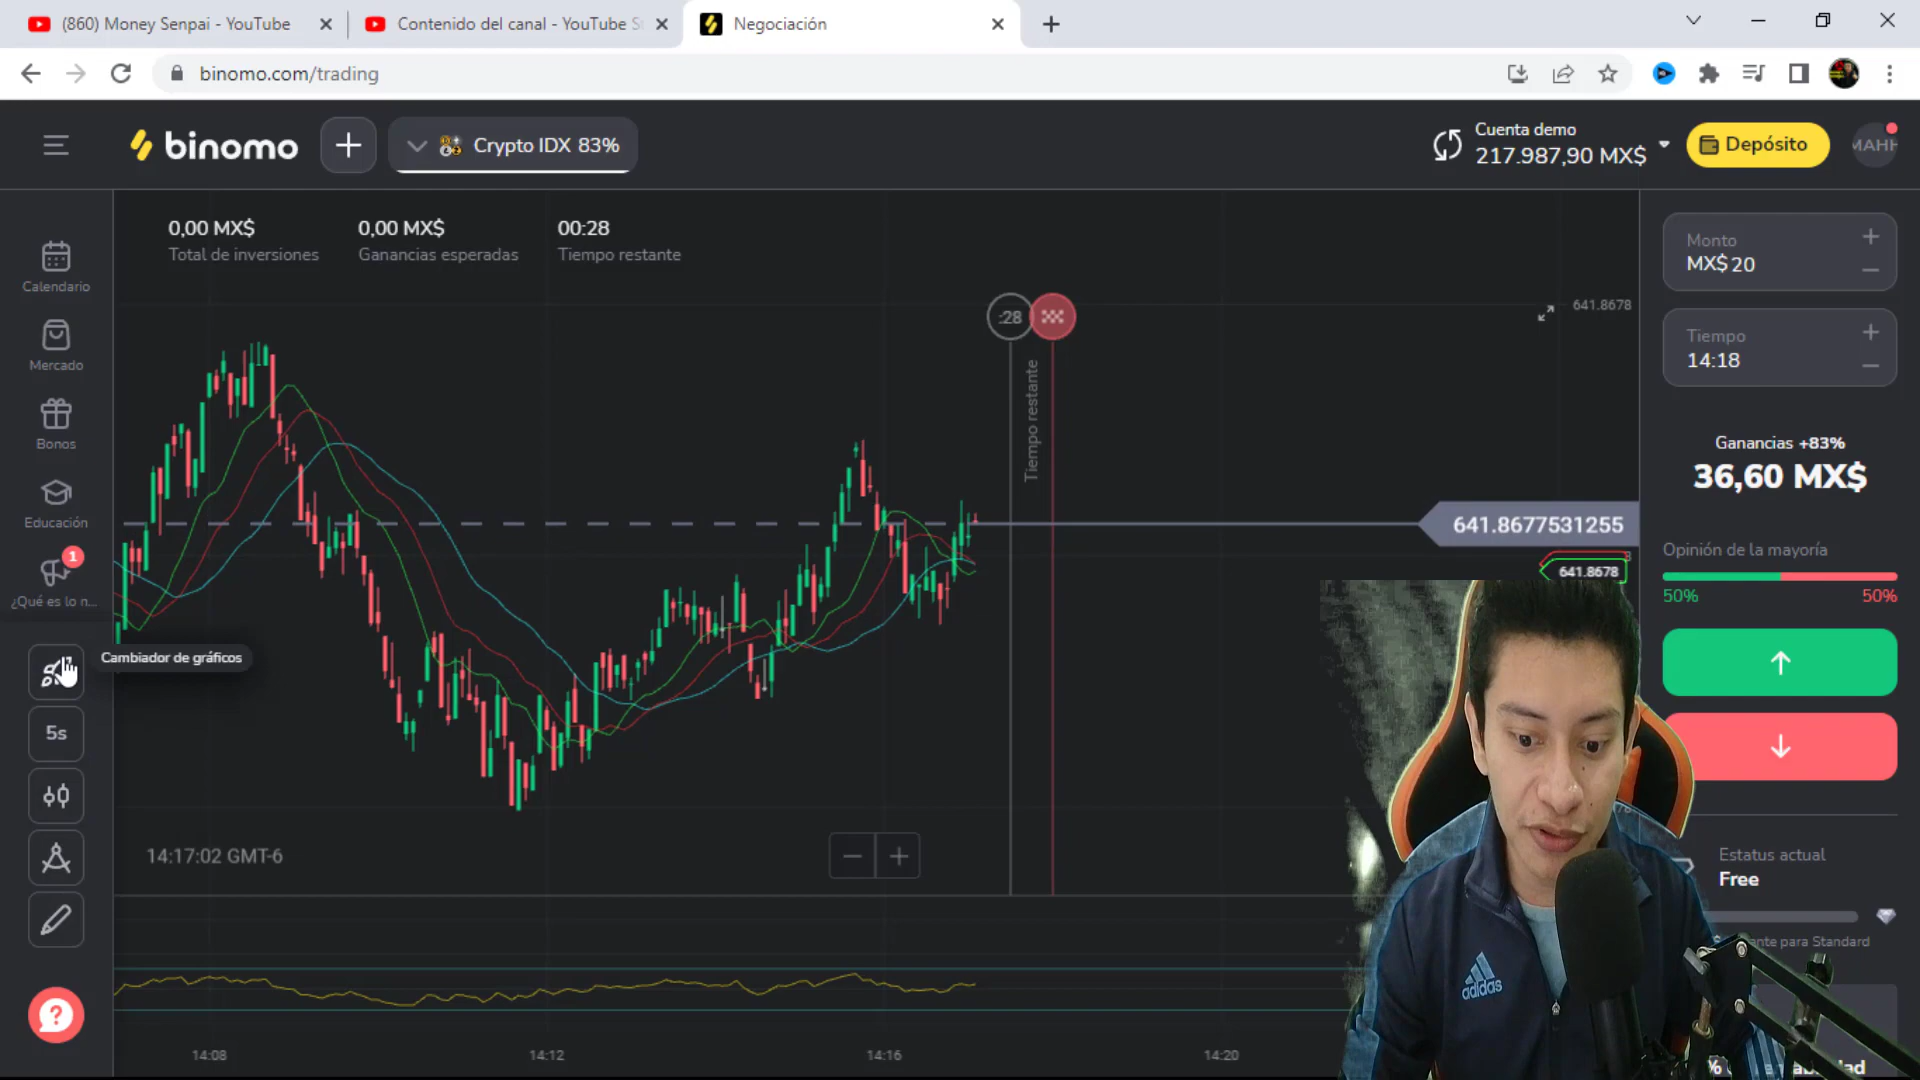 (860) Money Senpai - YouTube
Contenido del canal - YouTube S
Negociación
binomo.com/trading
binomo
Crypto IDX 83%
Cuenta demo
217.987,90 MX$
Depósito
0,00 MX$
Total de inversiones
0,00 MX$
Ganancias esperadas
00:28
Tiempo restante
Calendario
Mercado
Bonos
Educación
1
¿Qué es lo n...
Cambiador de gráficos
5s
:28
Tiempo restante
641.8678
641.8677531255
641.8678
14:17:02 GMT-6
14:08
14:12
14:16
14:20
Monto
MX$ 20
Tiempo
14:18
Ganancias +83%
36,60 MX$
Opinión de la mayoría
50%
50%
Estatus actual
Free
para Standard
adidas